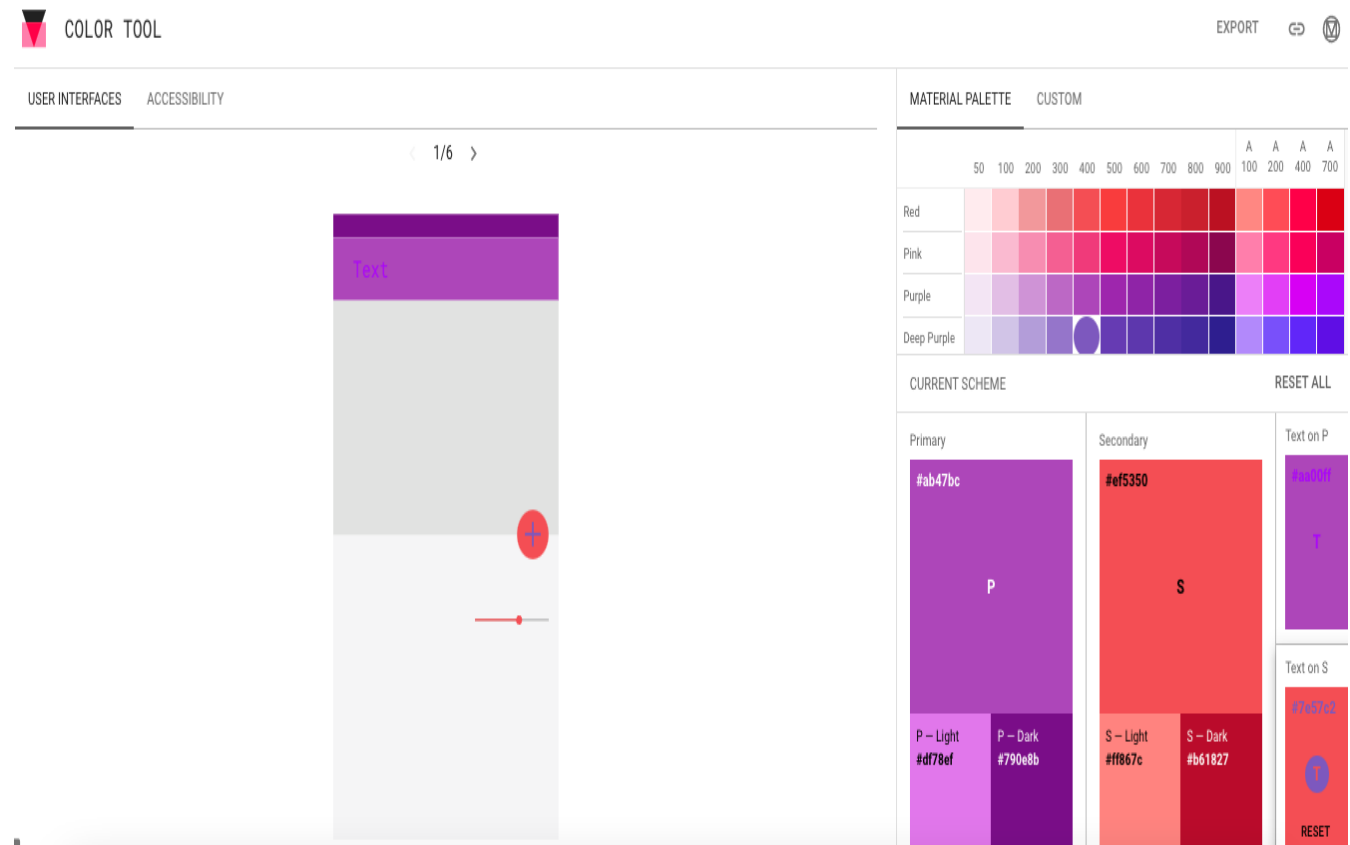 COLOR TOOL
EXPORT
USER INTERFACES ACCESSIBILITY
1/6
Text
MATERIAL PALETTE CUSTOM
50 100 200 300 400 500 600 700 800 900 A 100 A 200 A 400 A 700
Red
Pink
Purple
Deep Purple
CURRENT SCHEME RESET ALL
Primary
#ab47bc
P
P — Light
#df78ef
P — Dark
#790e8b
Secondary
#ef5350
S
S — Light
#ff867c
S — Dark
#b61827
Text on P
#aa00ff
T
Text on S
#7e57c2
T
RESET